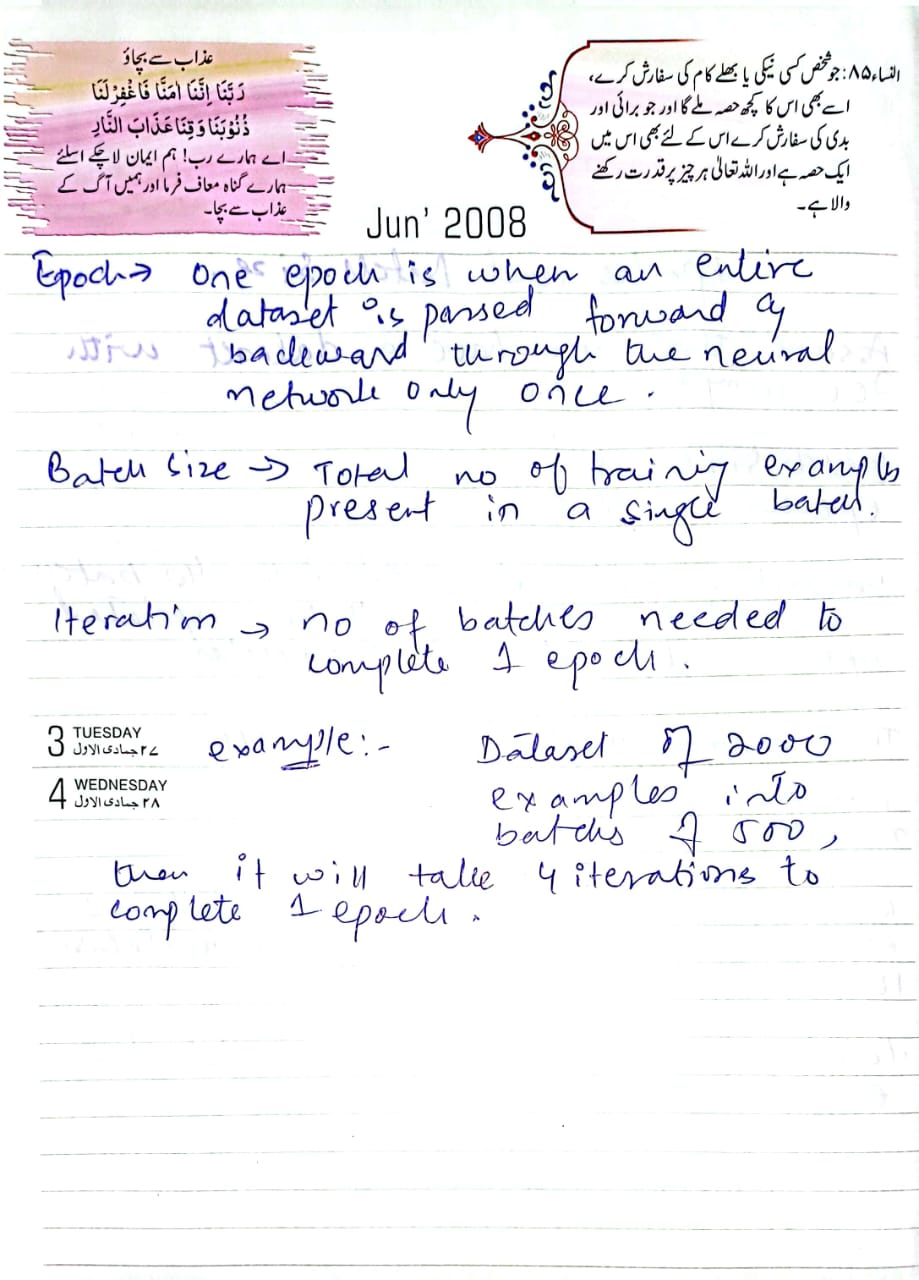 عذاب سے بچاؤ
رَبَّنَا اِنَّنَا اٰمَنَّا فَاغْفِرْ لَنَا
ذُنُوْبَنَا وَقِنَا عَذَابَ النَّارِ
اے ہمارے رب! ہم ایمان لاچکے اسلئے
ہمارے گناہ معاف فرما اور ہمیں آگ کے
عذاب سے بچا۔
النساء ۸۵: جو شخص کسی نیکی یا بھلے کام کی سفارش کرے،
اسے بھی اس کا کچھ حصہ ملے گا اور جو برائی اور
بدی کی سفارش کرے اس کے لئے بھی اس میں
ایک حصہ ہے اور اللہ تعالیٰ ہر چیز پر قدرت رکھنے
والا ہے۔
Jun' 2008
Epoch → One epoch is when an entire
dataset is passed forward &
backward through the neural
network only once.
Batch size → Total no of training examples
present in a single batch.
Iteration → no of batches needed to
complete 1 epoch.
3 TUESDAY
۲۷ جمادی الاول
example:-
Dataset of 2000
4 WEDNESDAY
۲۸ جمادی الاول
examples into
batchs of 500,
then it will take 4 iterations to
complete 1 epoch.